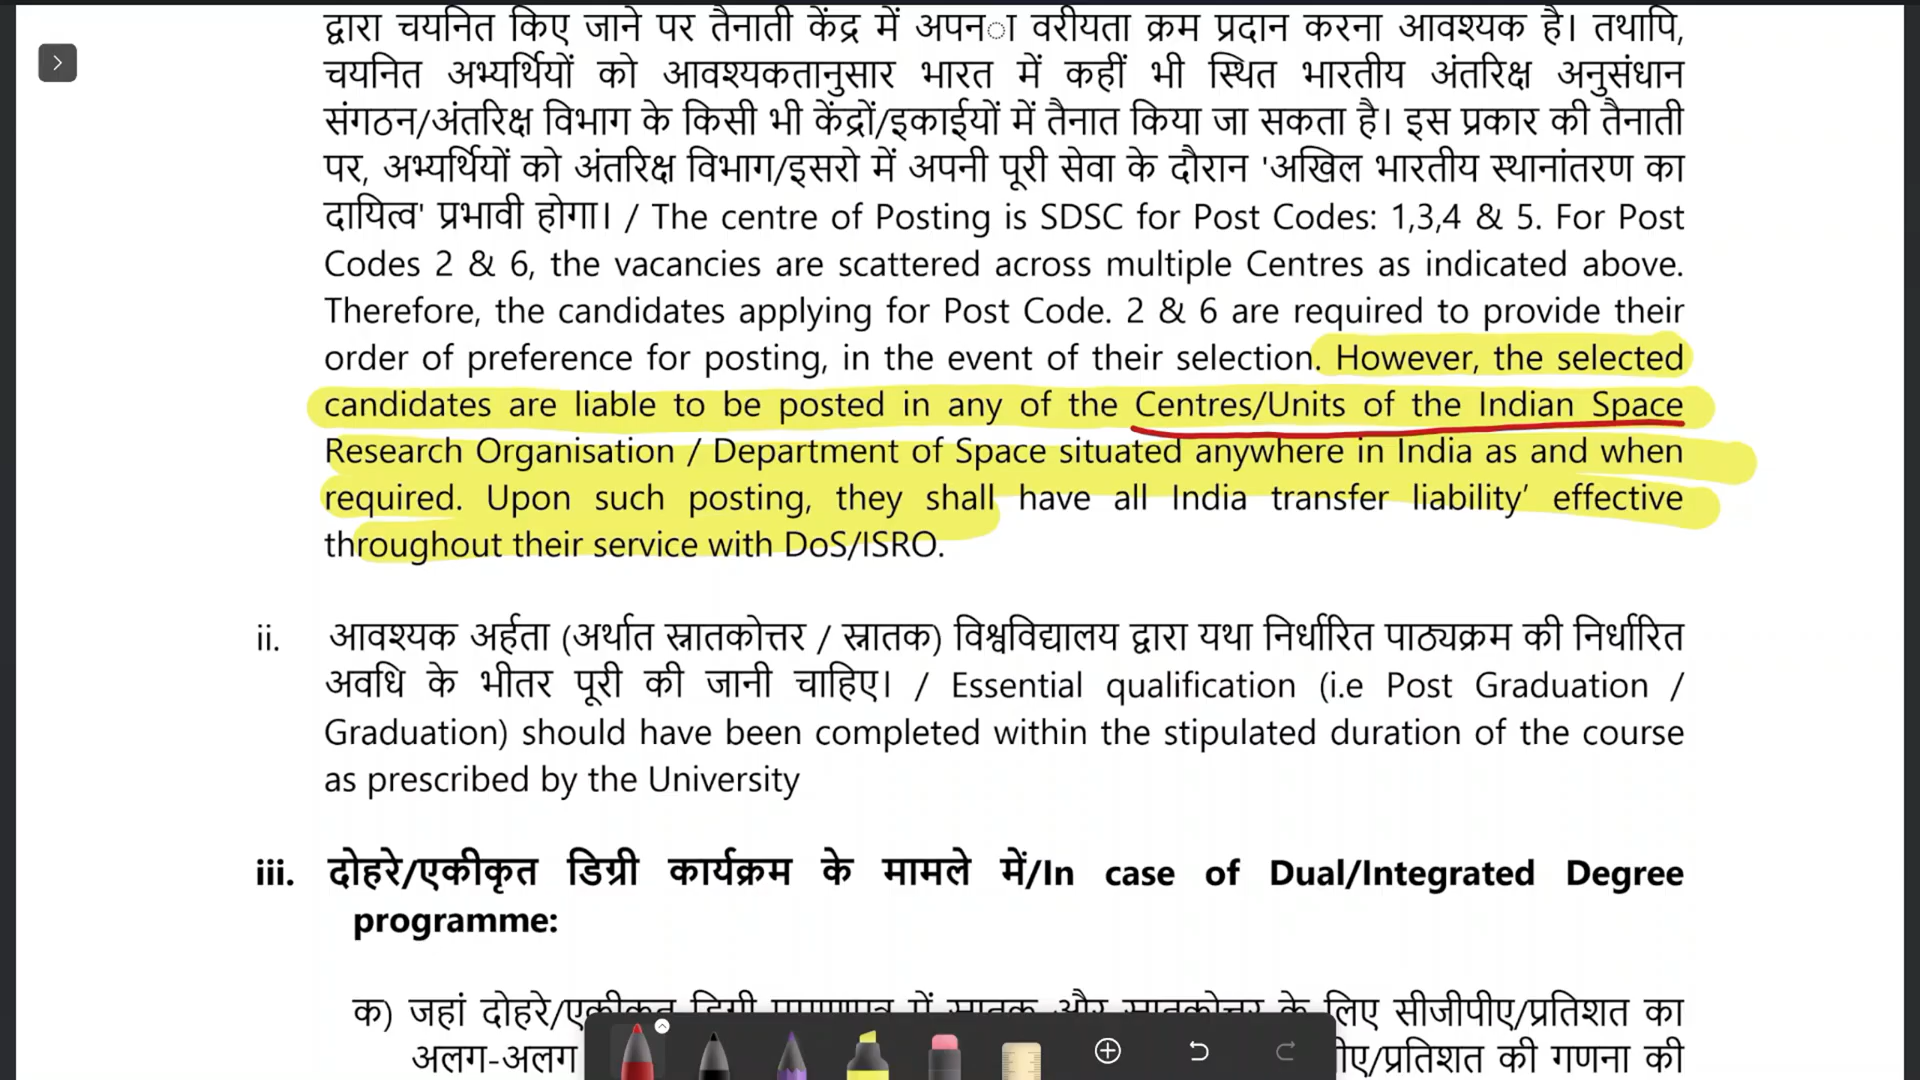 द्वारा चयनित किए जाने पर तैनाती केंद्र में अपना वरीयता क्रम प्रदान करना आवश्यक है। तथापि,
चयनित अभ्यर्थियों को आवश्यकतानुसार भारत में कहीं भी स्थित भारतीय अंतरिक्ष अनुसंधान
संगठन/अंतरिक्ष विभाग के किसी भी केंद्रों/इकाईयों में तैनात किया जा सकता है। इस प्रकार की तैनाती
पर, अभ्यर्थियों को अंतरिक्ष विभाग/इसरो में अपनी पूरी सेवा के दौरान 'अखिल भारतीय स्थानांतरण का
दायित्व' प्रभावी होगा। / The centre of Posting is SDSC for Post Codes: 1,3,4 & 5. For Post
Codes 2 & 6, the vacancies are scattered across multiple Centres as indicated above.
Therefore, the candidates applying for Post Code. 2 & 6 are required to provide their
order of preference for posting, in the event of their selection. However, the selected
candidates are liable to be posted in any of the Centres/Units of the Indian Space
Research Organisation / Department of Space situated anywhere in India as and when
required. Upon such posting, they shall have all India transfer liability’ effective
throughout their service with DoS/ISRO.
ii. आवश्यक अर्हता (अर्थात स्नातकोत्तर / स्नातक) विश्वविद्यालय द्वारा यथा निर्धारित पाठ्यक्रम की निर्धारित
अवधि के भीतर पूरी की जानी चाहिए। / Essential qualification (i.e Post Graduation /
Graduation) should have been completed within the stipulated duration of the course
as prescribed by the University
iii. दोहरे/एकीकृत डिग्री कार्यक्रम के मामले में/In case of Dual/Integrated Degree
programme:
क) जहां दोहरे/एकीकृत डिग्री प्रमाणपत्र में स्नातक और स्नातकोत्तर के लिए सीजीपीए/प्रतिशत का
अलग-अलग /प्रतिशत की गणना की